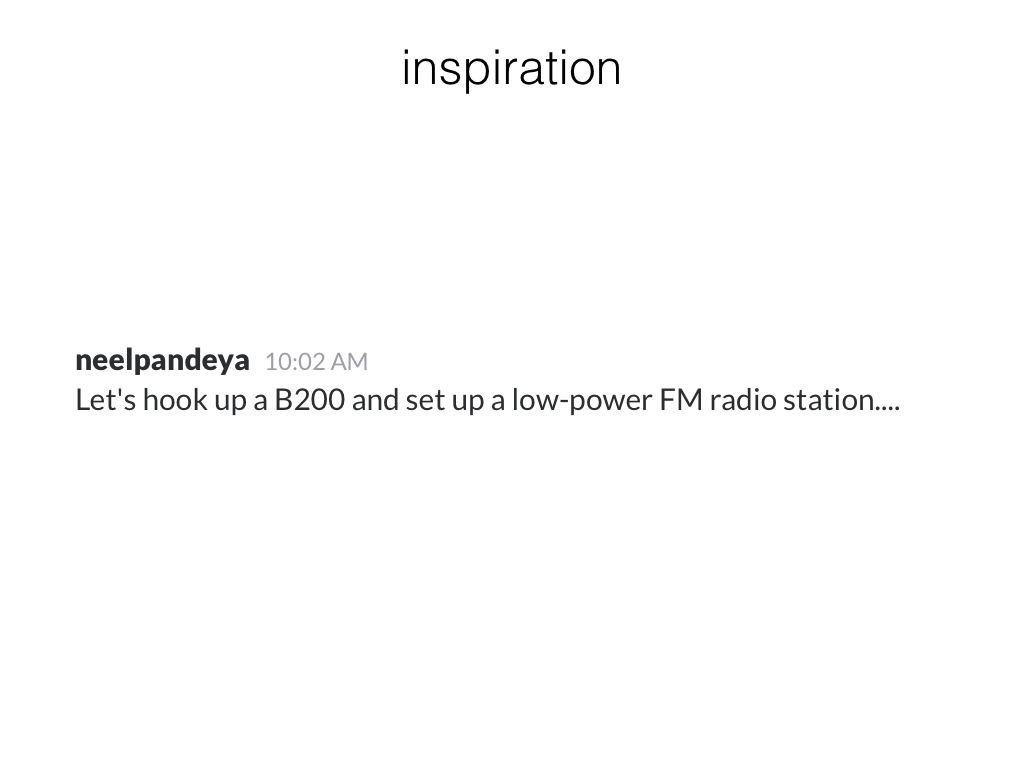 inspiration
neelpandeya 10:02 AM
Let's hook up a B200 and set up a low-power FM radio station....